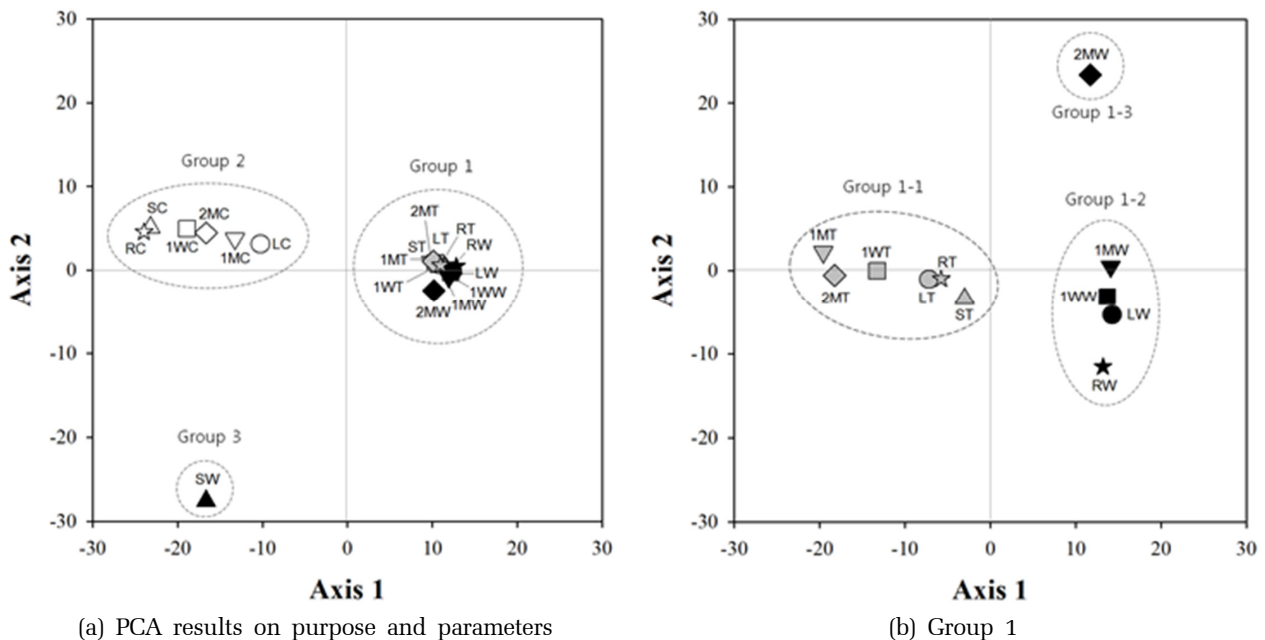 30
20
10
0
-10
-20
-30
-30
-20
-10
0
10
20
30
Axis 2
Axis 1
Group 2
SC
RC
1WC
2MC
1MC
LC
Group 1
2MT
RT
LT
ST
RW
1MT
LW
1WT
1WW
1MW
2MW
Group 3
SW
(a) PCA results on purpose and parameters
30
20
10
0
-10
-20
-30
-30
-20
-10
0
10
20
30
Axis 2
Axis 1
2MW
Group 1-3
Group 1-1
1MT
1WT
2MT
RT
LT
ST
Group 1-2
1MW
1WW
LW
RW
(b) Group 1